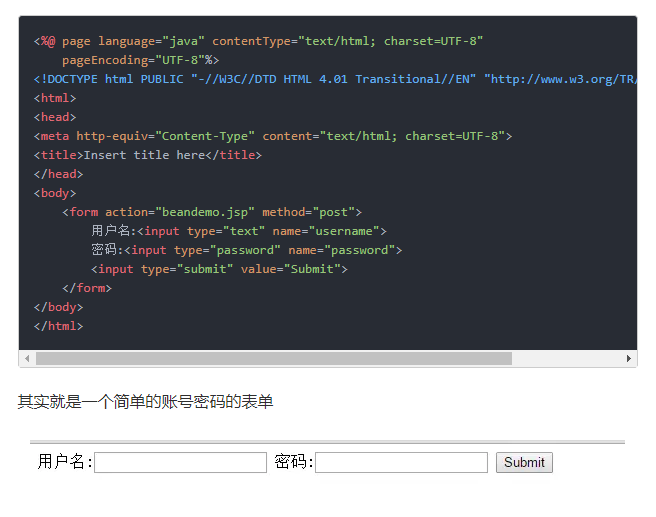 <%@ page language="java" contentType="text/html; charset=UTF-8"
    pageEncoding="UTF-8"%>
<!DOCTYPE html PUBLIC "-//W3C//DTD HTML 4.01 Transitional//EN" "http://www.w3.org/TR/
<html>
<head>
<meta http-equiv="Content-Type" content="text/html; charset=UTF-8">
<title>Insert title here</title>
</head>
<body>
    <form action="beandemo.jsp" method="post">
        用户名:<input type="text" name="username">
        密码:<input type="password" name="password">
        <input type="submit" value="Submit">
    </form>
</body>
</html>
其实就是一个简单的账号密码的表单
用户名: 密码: Submit